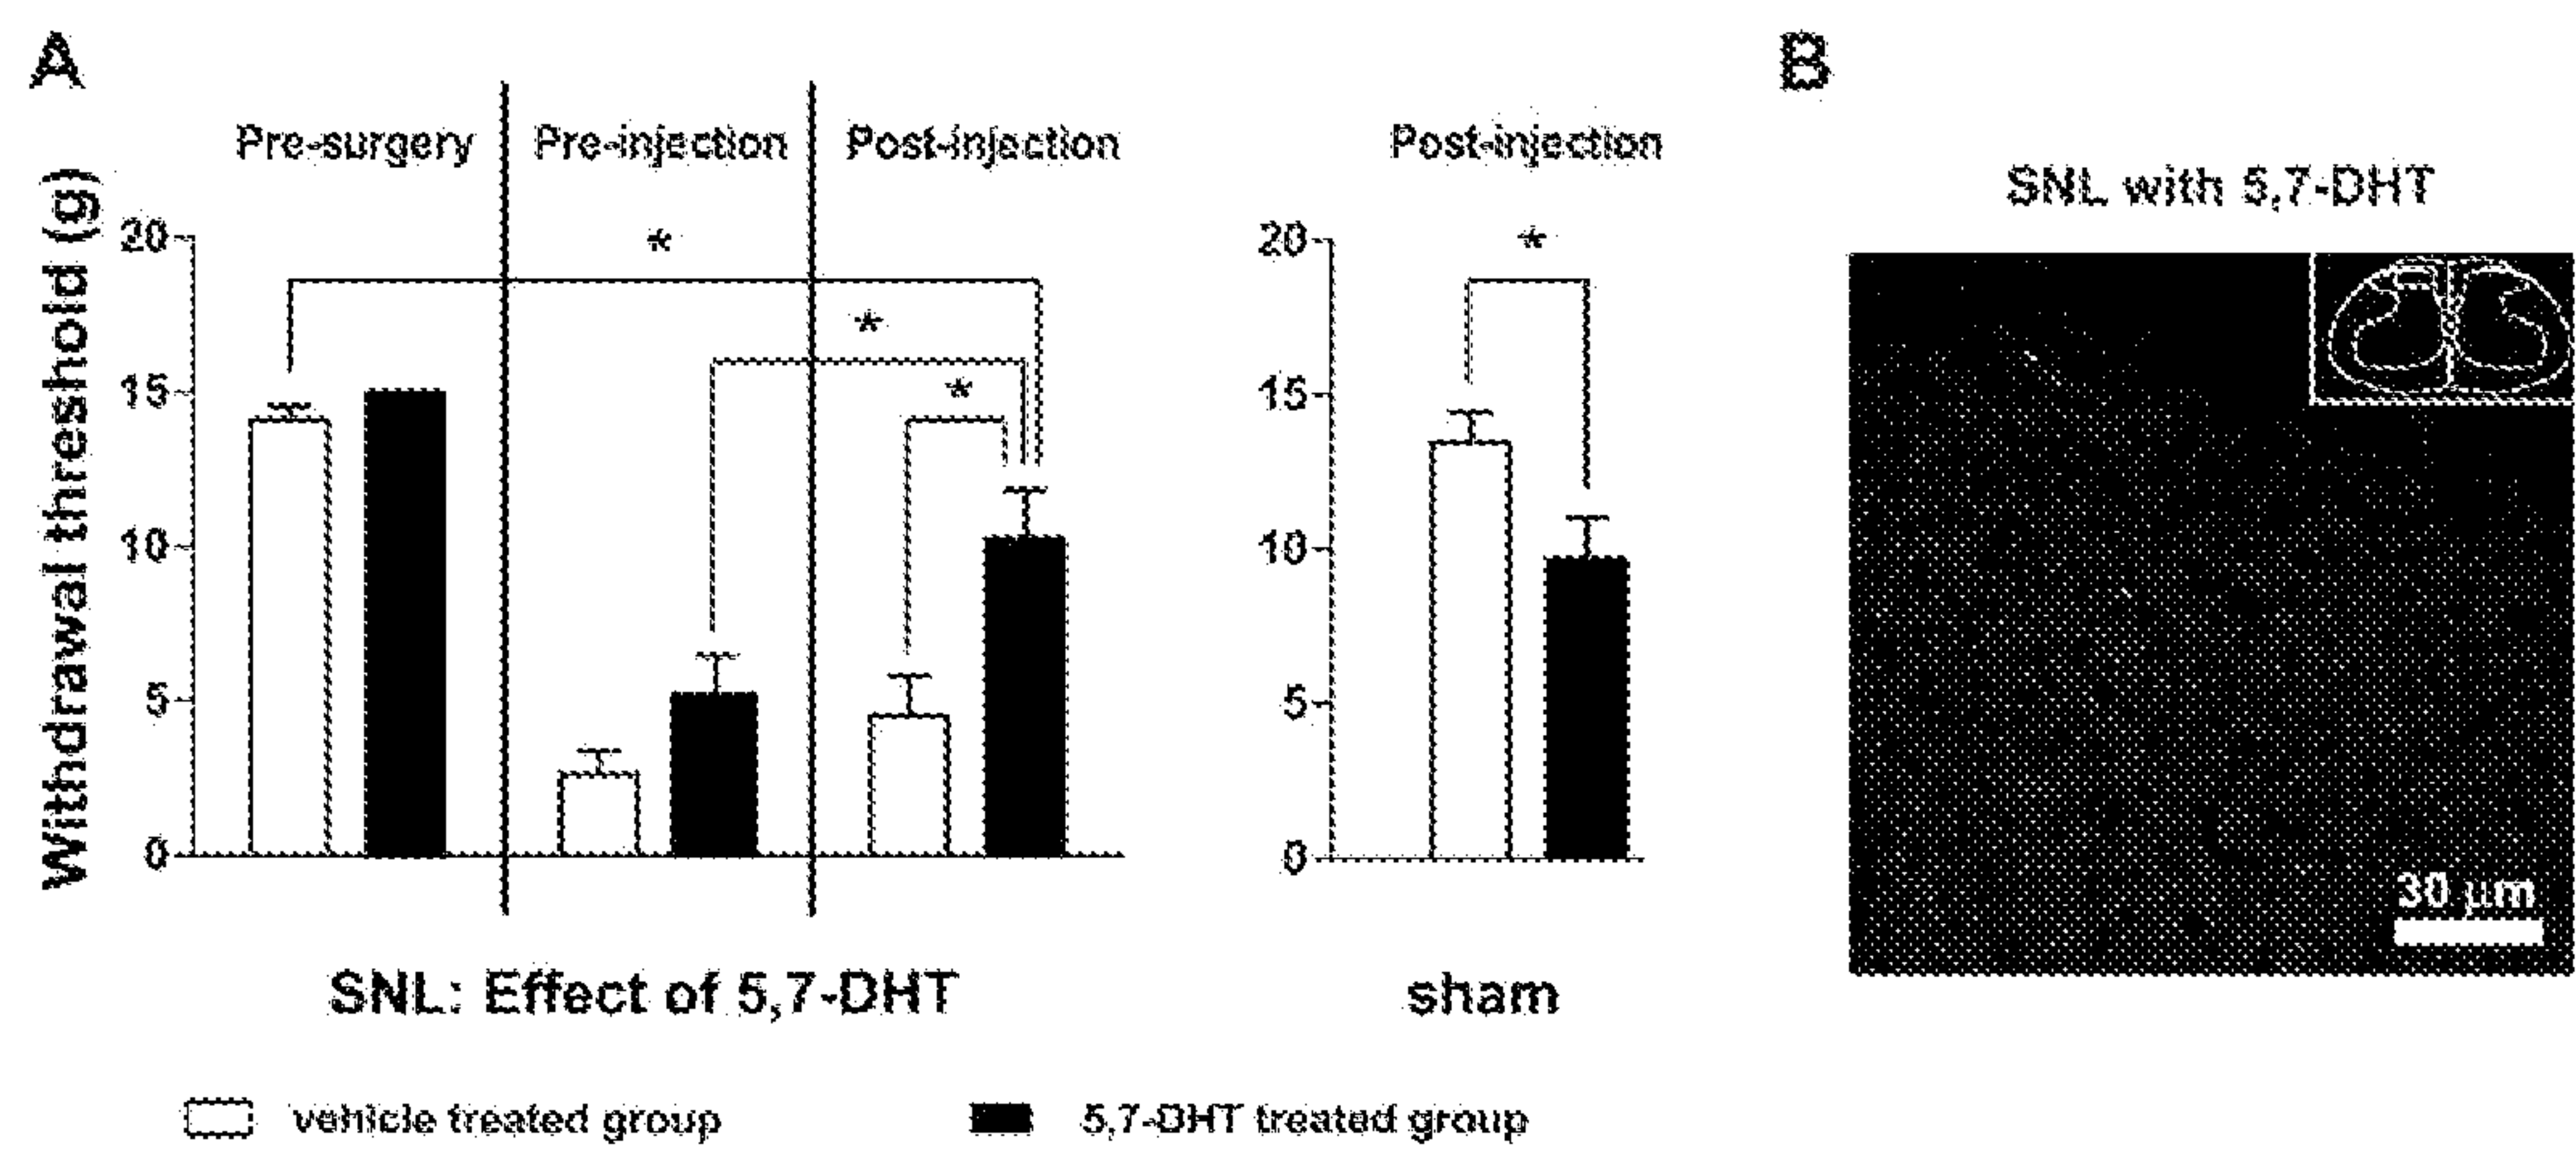 A
B
Pre-surgery
Pre-injection
Post-injection
Post-injection
SNL with 5,7-DHT
Withdrawal threshold (g)
20
15
10
5
0
*
*
*
20
15
10
5
0
*
30 μm
SNL: Effect of 5,7-DHT
sham
vehicle treated group
5,7-DHT treated group